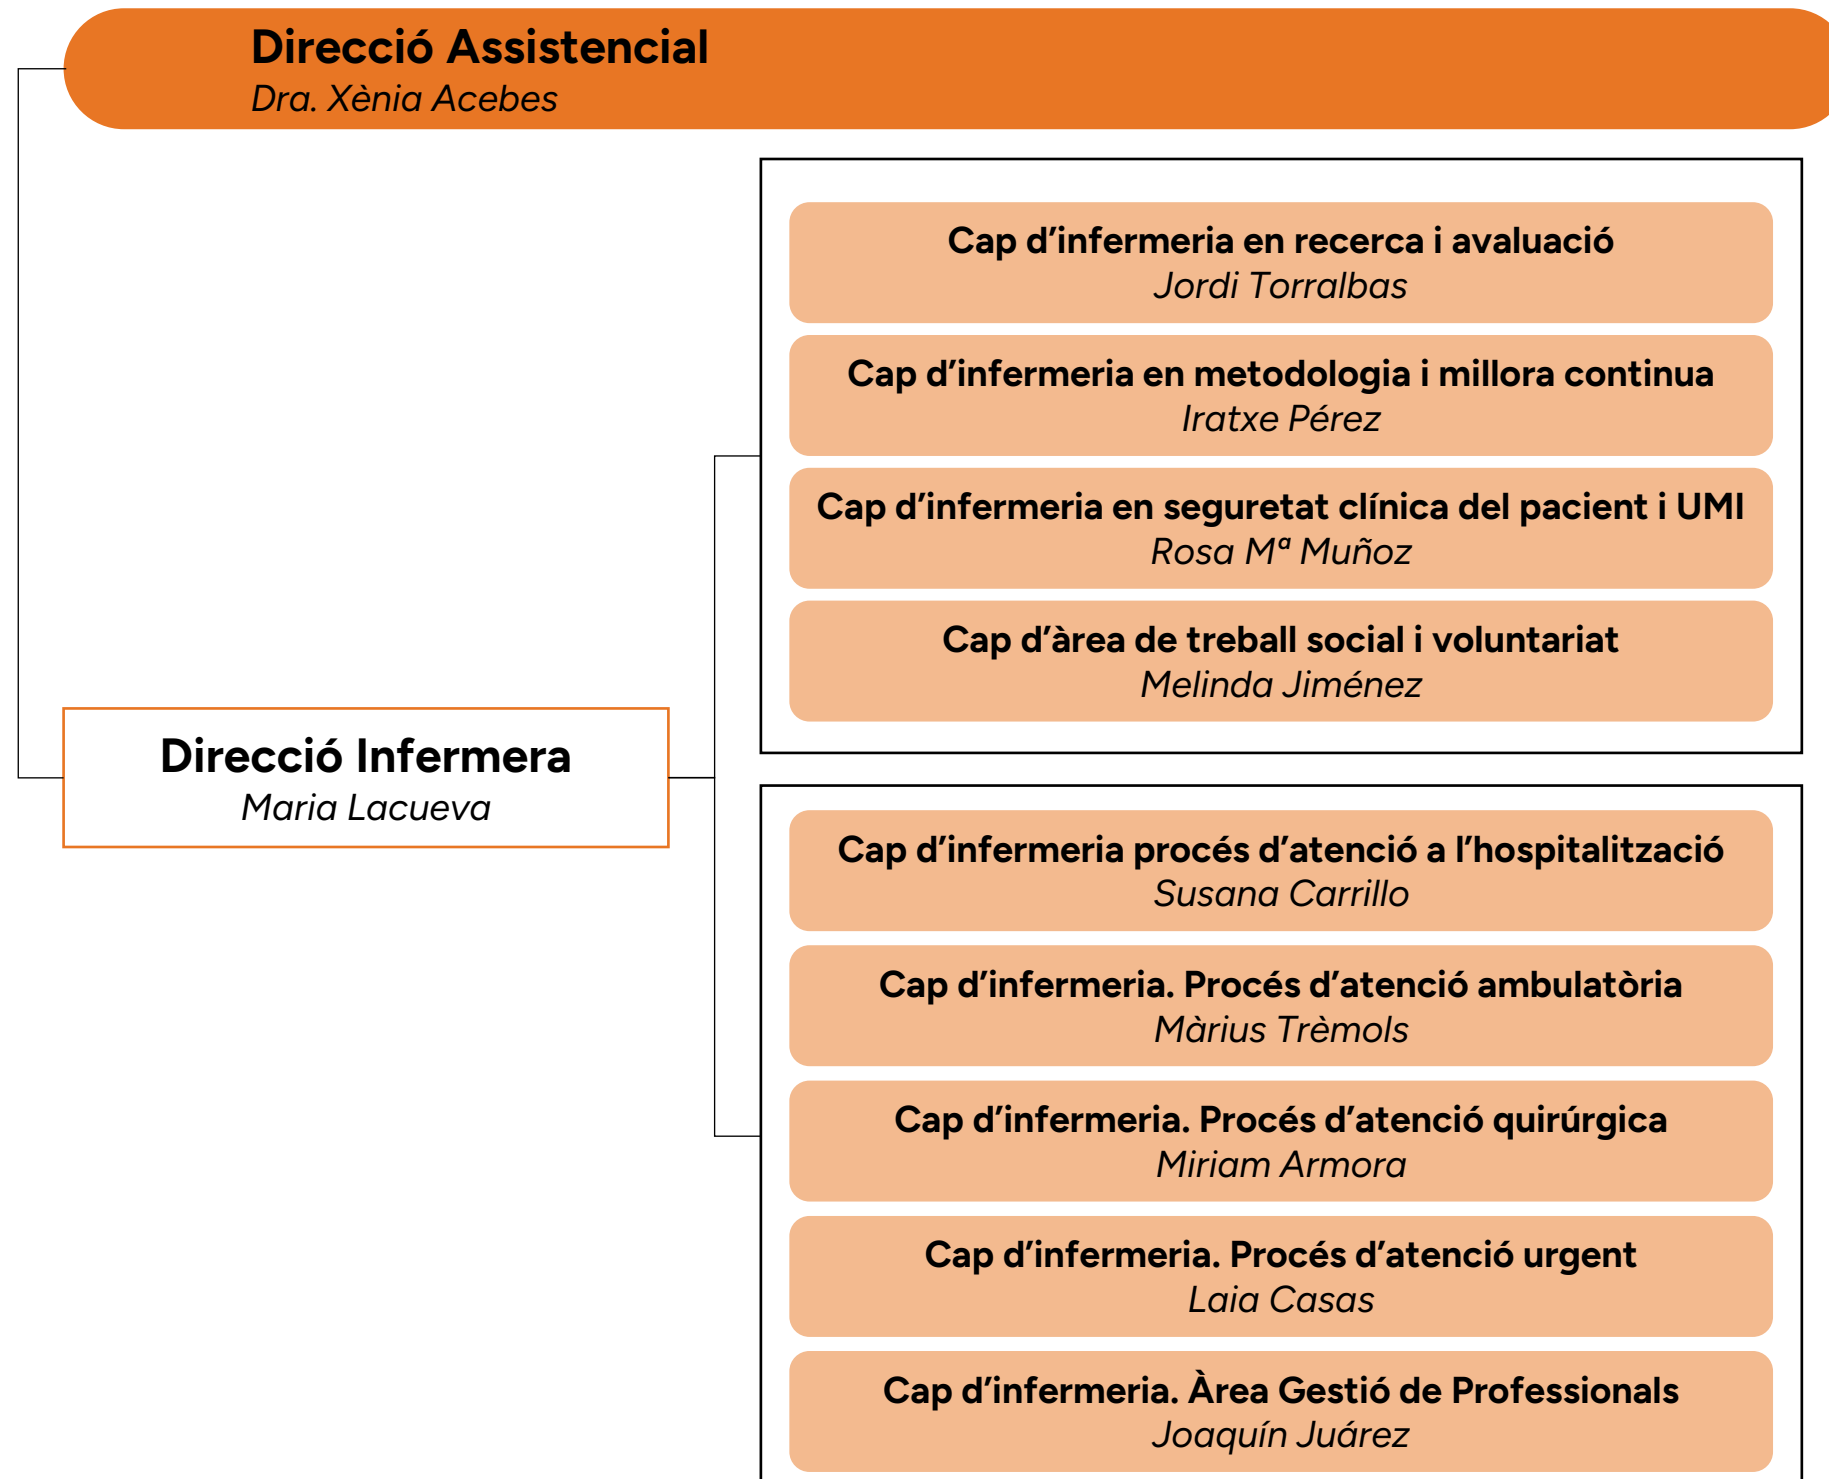 Direcció Assistencial
Dra. Xènia Acebes
Cap d’infermeria en recerca i avaluació
Jordi Torralbas
Cap d’infermeria en metodologia i millora continua
Iratxe Pérez
Cap d’infermeria en seguretat clínica del pacient i UMI
Rosa Mª Muñoz
Cap d’àrea de treball social i voluntariat
Melinda Jiménez
Direcció Infermera
Maria Lacueva
Cap d’infermeria procés d’atenció a l’hospitalització
Susana Carrillo
Cap d’infermeria. Procés d’atenció ambulatòria
Màrius Trèmols
Cap d’infermeria. Procés d’atenció quirúrgica
Miriam Armora
Cap d’infermeria. Procés d’atenció urgent
Laia Casas
Cap d’infermeria. Àrea Gestió de Professionals
Joaquín Juárez